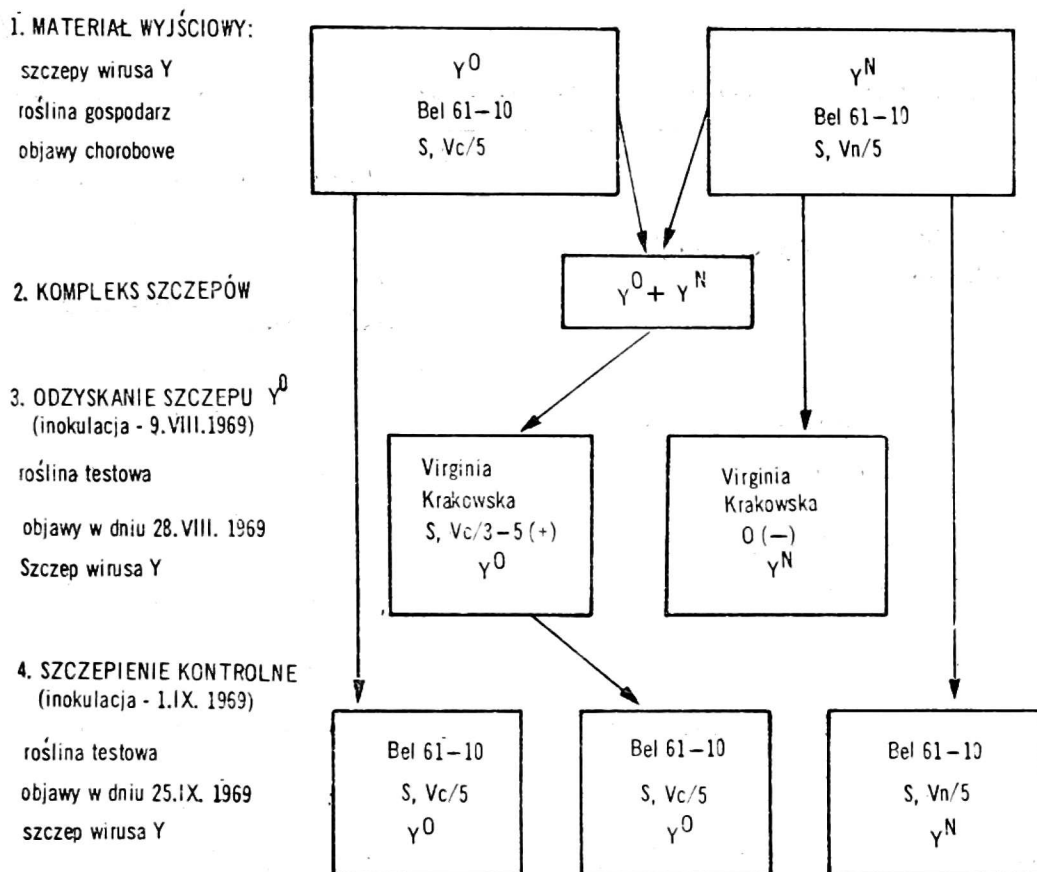 1. MATERIAŁ WYJŚCIOWY:
szczepy wirusa Y
roślina gospodarz
objawy chorobowe
Y^O
Bel 61–10
S, Vc/5
Y^N
Bel 61–10
S, Vn/5
2. KOMPLEKS SZCZEPÓW
Y^O + Y^N
3. ODZYSKANIE SZCZEPU Y^O
(inokulacja - 9.VIII.1969)
roślina testowa
objawy w dniu 28.VIII. 1969
Szczep wirusa Y
Virginia
Krakowska
S, Vc/3–5 (+)
Y^O
Virginia
Krakowska
O (—)
Y^N
4. SZCZEPIENIE KONTROLNE
(inokulacja - 1.IX. 1969)
roślina testowa
objawy w dniu 25.IX. 1969
szczep wirusa Y
Bel 61–10
S, Vc/5
Y^O
Bel 61–10
S, Vc/5
Y^O
Bel 61–10
S, Vn/5
Y^N